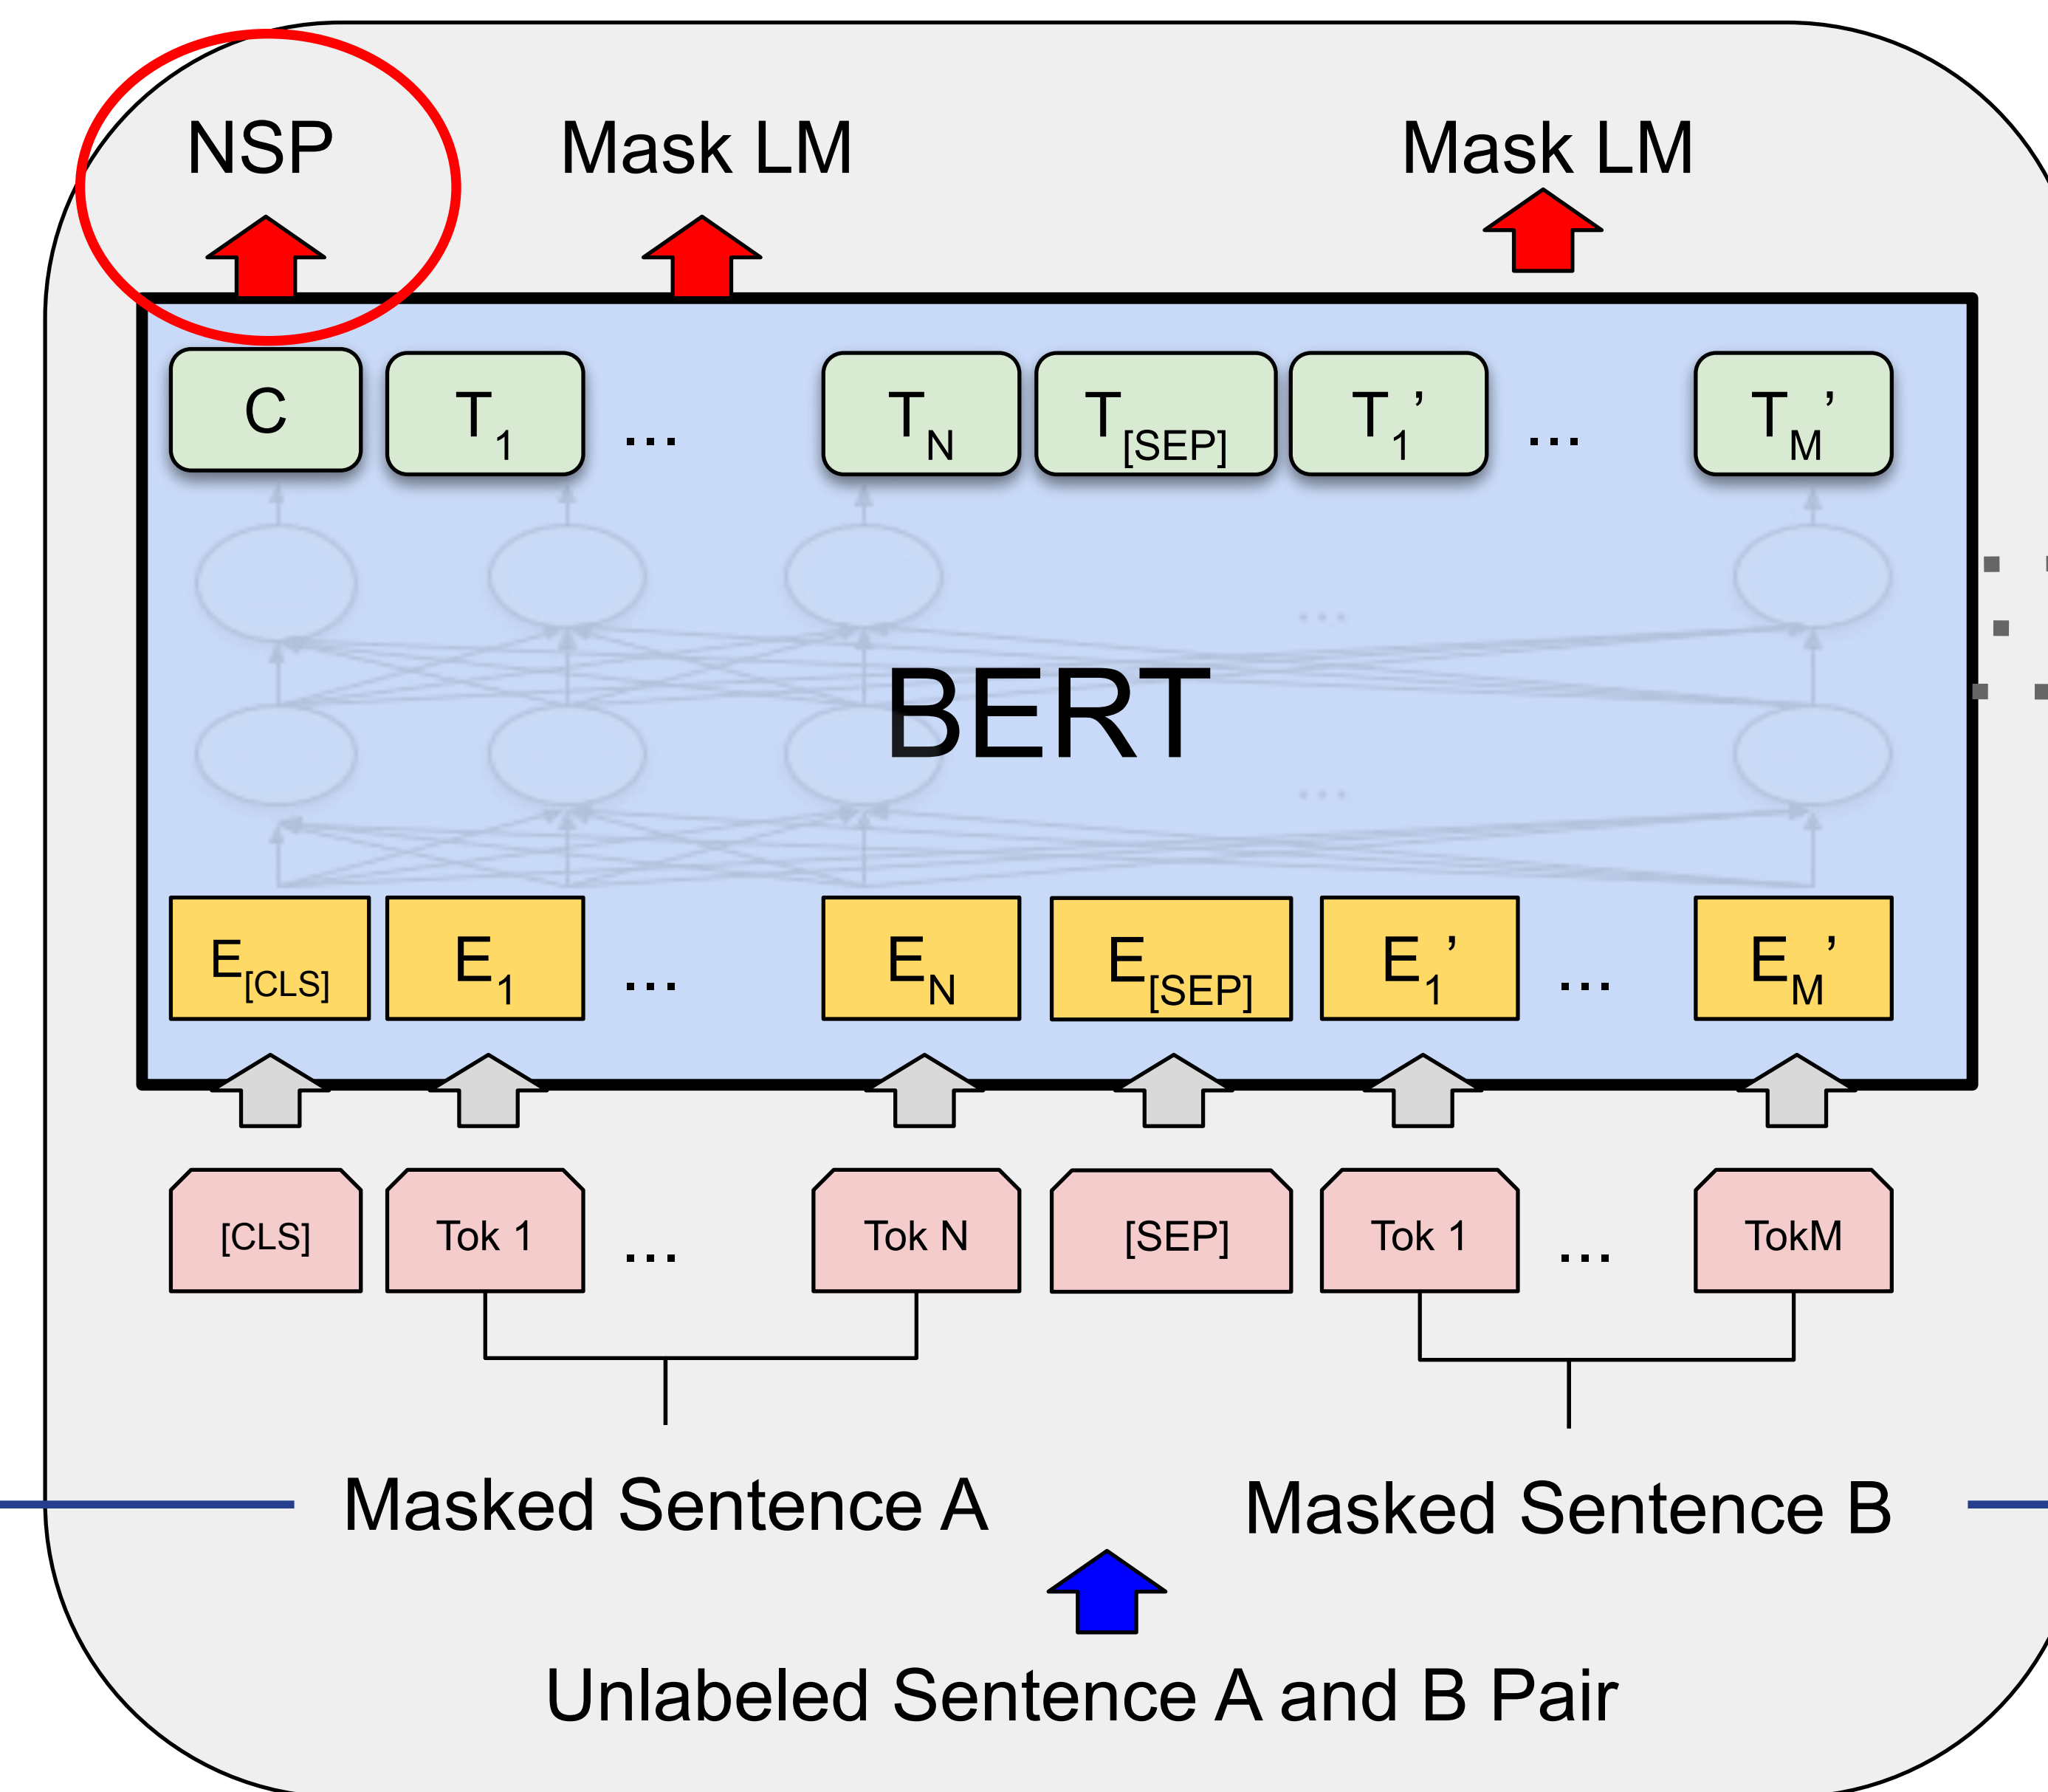 NSP Mask LM Mask LM
C T1 ... TN T[SEP] T1’ ... TM’
...
BERT
...
E[CLS] E1 ... EN E[SEP] E1’ ... EM’
[CLS] Tok 1 ... Tok N [SEP] Tok 1 ... TokM
Masked Sentence A Masked Sentence B
Unlabeled Sentence A and B Pair